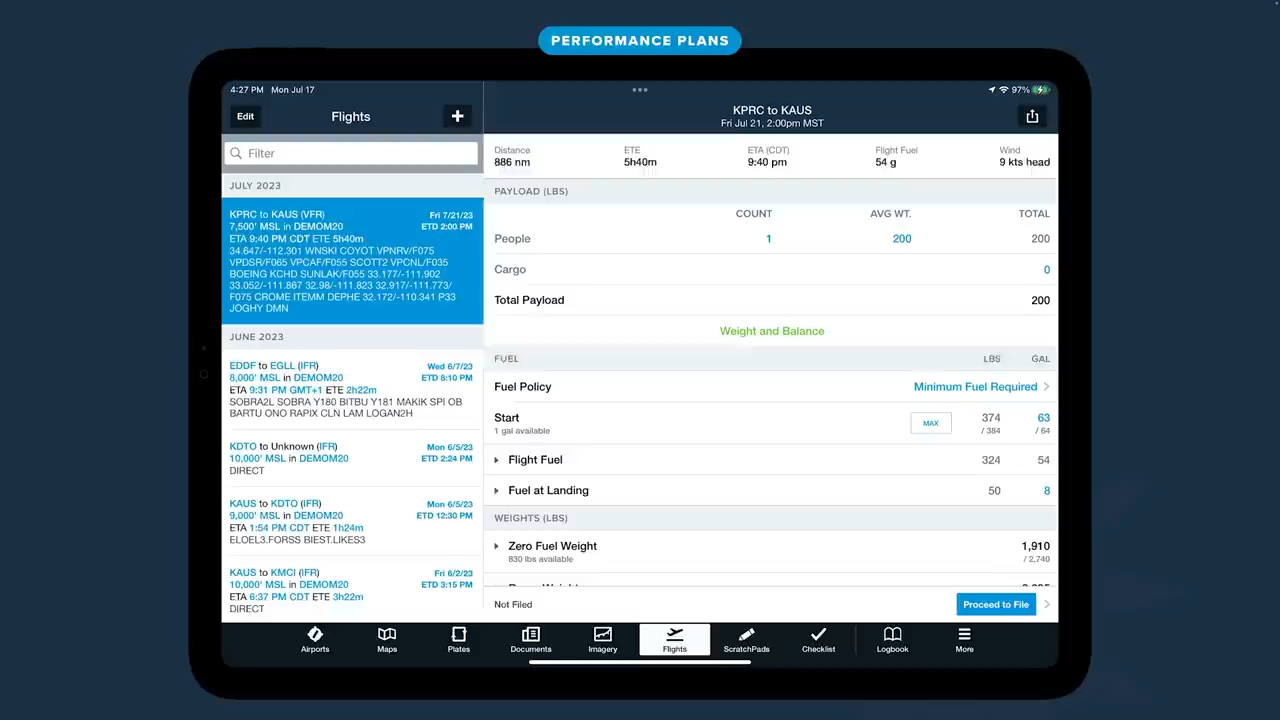 PERFORMANCE PLANS
4:27 PM Mon Jul 17
97%
Edit
Flights
KPRC to KAUS
Fri Jul 21, 2:00pm MST
Filter
Distance
886 nm
ETE
5h40m
ETA (CDT)
9:40 pm
Flight Fuel
54 g
Wind
9 kts head
JULY 2023
KPRC to KAUS (VFR) Fri 7/21/23
7,500' MSL in DEMOM20 ETD 2:00 PM
ETA 9:40 PM CDT ETE 5h40m
34.647/-112.301 WNSKI COYOT VPNRV/F075
VPDSR/F065 VPCAF/F055 SCOTT2 VPCNL/F035
BOEING KCHD SUNLAK/F055 33.177/-111.902
33.052/-111.867 32.98/-111.823 32.917/-111.773/
F075 CROME ITEMM DEPHE 32.172/-110.341 P33
JOGHY DMN
JUNE 2023
EDDF to EGLL (IFR) Wed 6/7/23
8,000' MSL in DEMOM20 ETD 8:10 PM
ETA 9:31 PM GMT+1 ETE 2h22m
SOBRA2L SOBRA Y180 BITBU Y181 MAKIK SPI OB
BARTU ONO RAPIX CLN LAM LOGAN2H
KDTO to Unknown (IFR) Mon 6/5/23
10,000' MSL in DEMOM20 ETD 2:24 PM
DIRECT
KAUS to KDTO (IFR) Mon 6/5/23
9,000' MSL in DEMOM20 ETD 12:30 PM
ETA 1:54 PM CDT ETE 1h24m
ELOEL3.FORSS BIEST.LIKES3
KAUS to KMCI (IFR) Fri 6/2/23
10,000' MSL in DEMOM20 ETD 3:15 PM
ETA 6:37 PM CDT ETE 3h22m
DIRECT
PAYLOAD (LBS)
COUNT AVG WT. TOTAL
People 1 200 200
Cargo 0
Total Payload 200
Weight and Balance
FUEL LBS GAL
Fuel Policy Minimum Fuel Required
Start MAX 374 63
1 gal available / 384 / 64
Flight Fuel 324 54
Fuel at Landing 50 8
WEIGHTS (LBS)
Zero Fuel Weight 1,910
830 lbs available / 2,740
Not Filed Proceed to File
Airports Maps Plates Documents Imagery Flights ScratchPads Checklist Logbook More